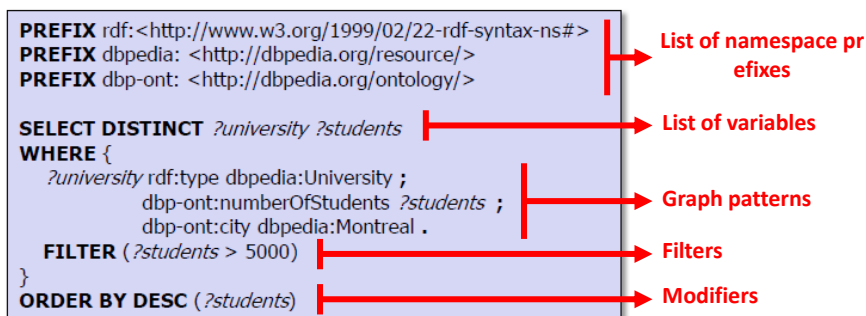 PREFIX rdf:<http://www.w3.org/1999/02/22-rdf-syntax-ns#>
PREFIX dbpedia: <http://dbpedia.org/resource/>
PREFIX dbp-ont: <http://dbpedia.org/ontology/>
List of namespace pr
efixes
SELECT DISTINCT ?university ?students
List of variables
WHERE {
?university rdf:type dbpedia:University ;
dbp-ont:numberOfStudents ?students ;
dbp-ont:city dbpedia:Montreal .
Graph patterns
FILTER (?students > 5000)
Filters
}
ORDER BY DESC (?students)
Modifiers